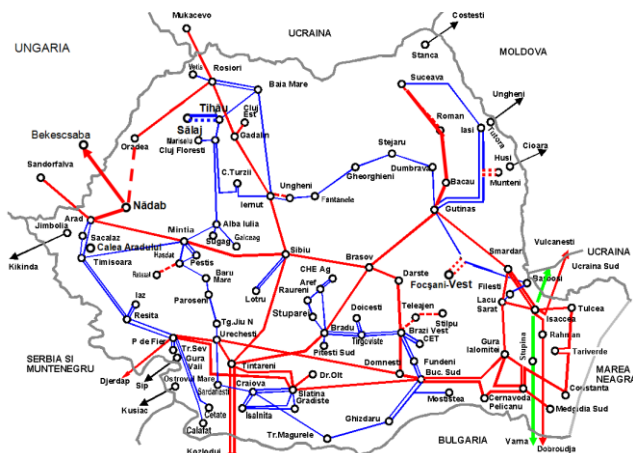 Mukacevo
UCRAINA
Costesti
UNGARIA
Stanca
MOLDOVA
Vetis
Rosiori
Baia Mare
Suceava
Ungheni
Tihău
Cluj
Est
Sălaj
Roman
Iasi
Tutora
Bekescsaba
Oradea
Marselu
Gadalin
Cluj Floresti
Stejaru
Cioara
Husi
Sandorfalva
C.Turzii
Ungheni
Gheorghieni
Dumbrava
Munteni
Bacau
Iernut
Fantanele
Nădab
Gutinas
Arad
Jimbolia
Sacalaz
Calea Aradului
Mintia
Alba Iulia
Sugag
Galceag
Smardan
Vulcanesti
Kikinda
Timisoara
Pestis
Sibiu
Brasov
UCRAINA
Ucraina Sud
Baru
Mare
Lotru
CHE Ag
Darste
Focşani-Vest
Filesti
Barbosi
Iaz
Paroseni
Raureni
Aref
Lacu
Sarat
Isaccea
Tulcea
Resita
Stuparei
Doicesti
Teleajen
Stilpu
P de Fier
Tg.Jiu N
Urechesti
Bradu
Tirgoviste
Brazi Vest
CET
Gura
Ialomitei
Stupina
Rahman
SERBIA SI
MUNTENEGRU
Tr.Sev
Gura
Vaii
Tintareni
Pitesti Sud
Fundeni
Tariverde
MAREA
NEAGRA
Djerdap
Sip
Ostrovul Mare
Dr.Olt
Domnesti
Buc.Sud
Kusiac
Sardanesti
Craiova
Slatina
Gradiste
Mostistea
Cernavoda
Pelicanu
Constanta
Cetate
Calafat
Isalnita
Ghizdaru
Medgidia Sud
Tr.Magurele
BULGARIA
Varna
Dobroudja
Kozlodui